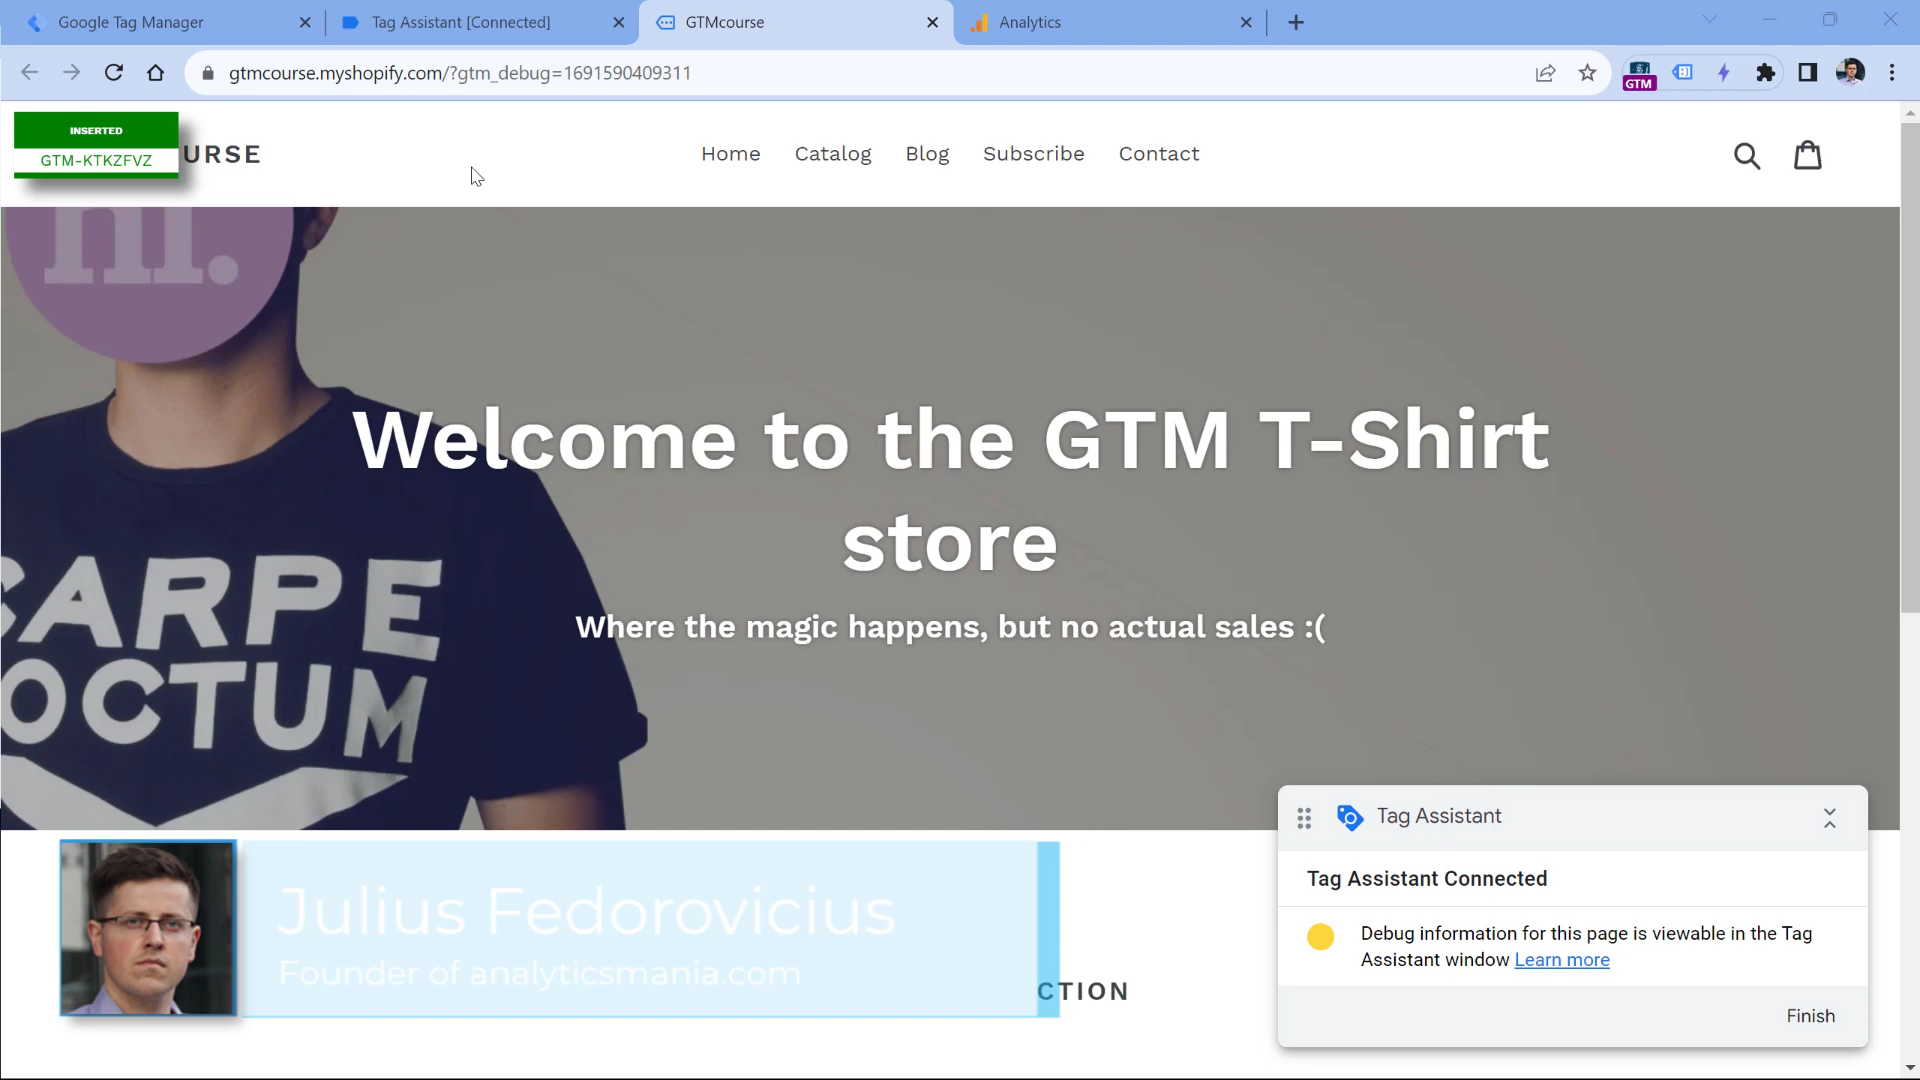 Google Tag Manager
Tag Assistant [Connected]
GTMcourse
Analytics
gtmcourse.myshopify.com/?gtm_debug=1691590409311
GTM
INSERTED
GTM-KTKZFVZ
URSE
Home
Catalog
Blog
Subscribe
Contact
hi.
Welcome to the GTM T-Shirt
store
Where the magic happens, but no actual sales :(
CARPE
OCTUM
Tag Assistant
Tag Assistant Connected
Debug information for this page is viewable in the Tag
Assistant window Learn more
Finish
Julius Fedorovicius
Founder of analyticsmania.com
CTION